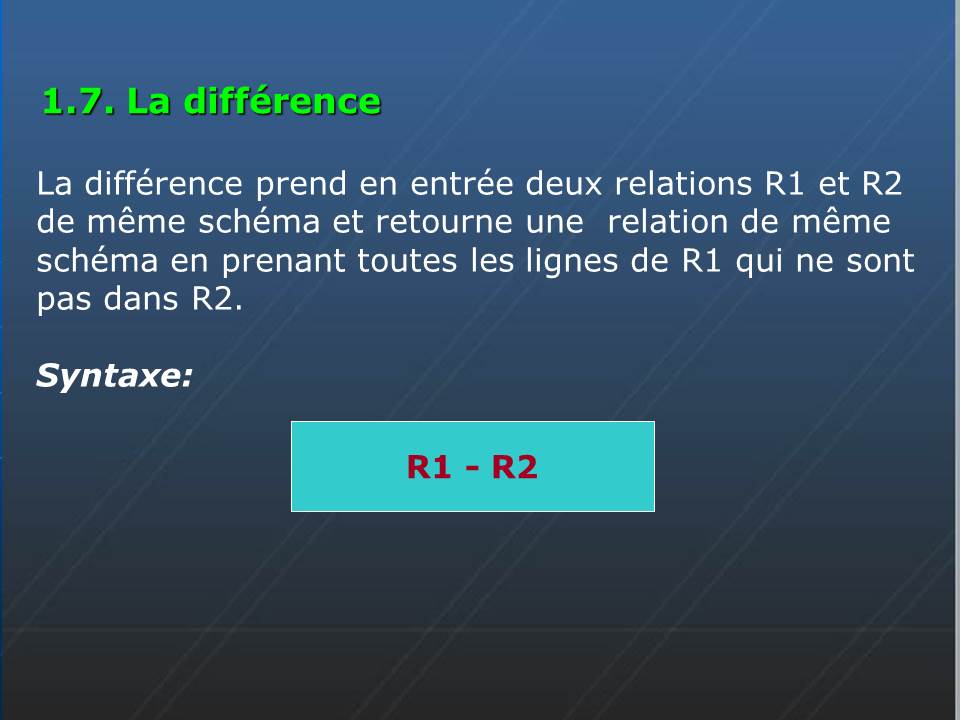 1.7. La différence
La différence prend en entrée deux relations R1 et R2
de même schéma et retourne une  relation de même
schéma en prenant toutes les lignes de R1 qui ne sont
pas dans R2.
Syntaxe:
R1 - R2